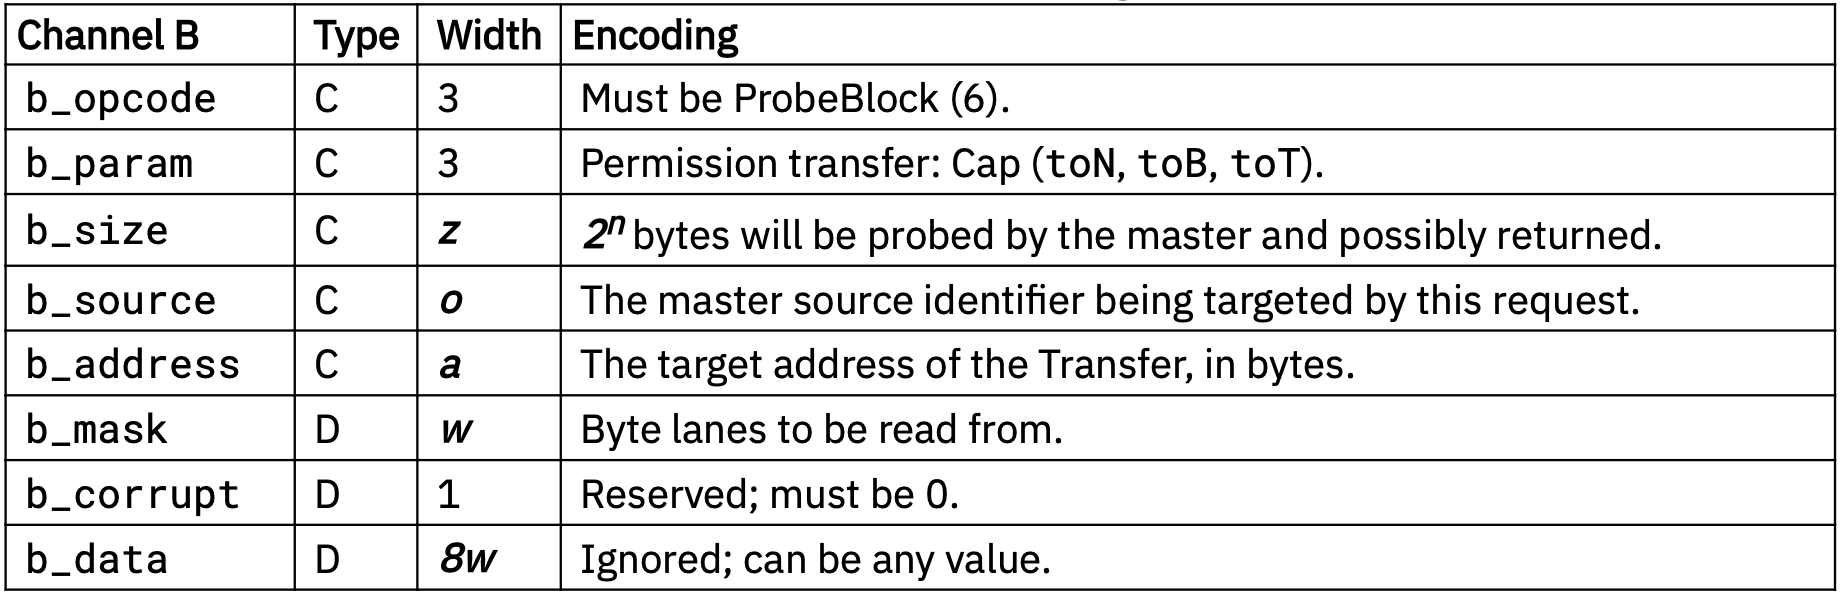 Channel B Type Width Encoding
b_opcode C 3 Must be ProbeBlock (6).
b_param C 3 Permission transfer: Cap (toN, toB, toT).
b_size C z 2ⁿ bytes will be probed by the master and possibly returned.
b_source C o The master source identifier being targeted by this request.
b_address C a The target address of the Transfer, in bytes.
b_mask D w Byte lanes to be read from.
b_corrupt D 1 Reserved; must be 0.
b_data D 8w Ignored; can be any value.